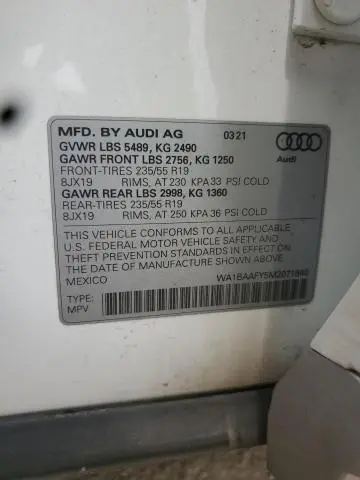 MFD. BY AUDI AG 03 21
GVWR LBS 5489, KG 2490
GAWR FRONT LBS 2756, KG 1250
FRONT-TIRES 235/55 R19
8JX19 RIMS, AT 230 KPA 33 PSI COLD
GAWR REAR LBS 2998, KG 1360
REAR-TIRES 235/55 R19
8JX19 RIMS, AT 250 KPA 36 PSI COLD
Audi
THIS VEHICLE CONFORMS TO ALL APPLICABLE
U.S. FEDERAL MOTOR VEHICLE SAFETY AND
THEFT PREVENTION STANDARDS IN EFFECT ON
THE DATE OF MANUFACTURE SHOWN ABOVE.
MEXICO
TYPE:
MPV